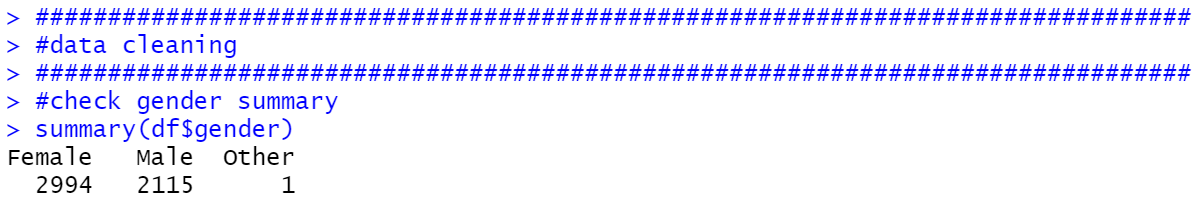 > ################################################################################
> #data cleaning
> ################################################################################
> #check gender summary
> summary(df$gender)
Female   Male  Other
  2994   2115      1